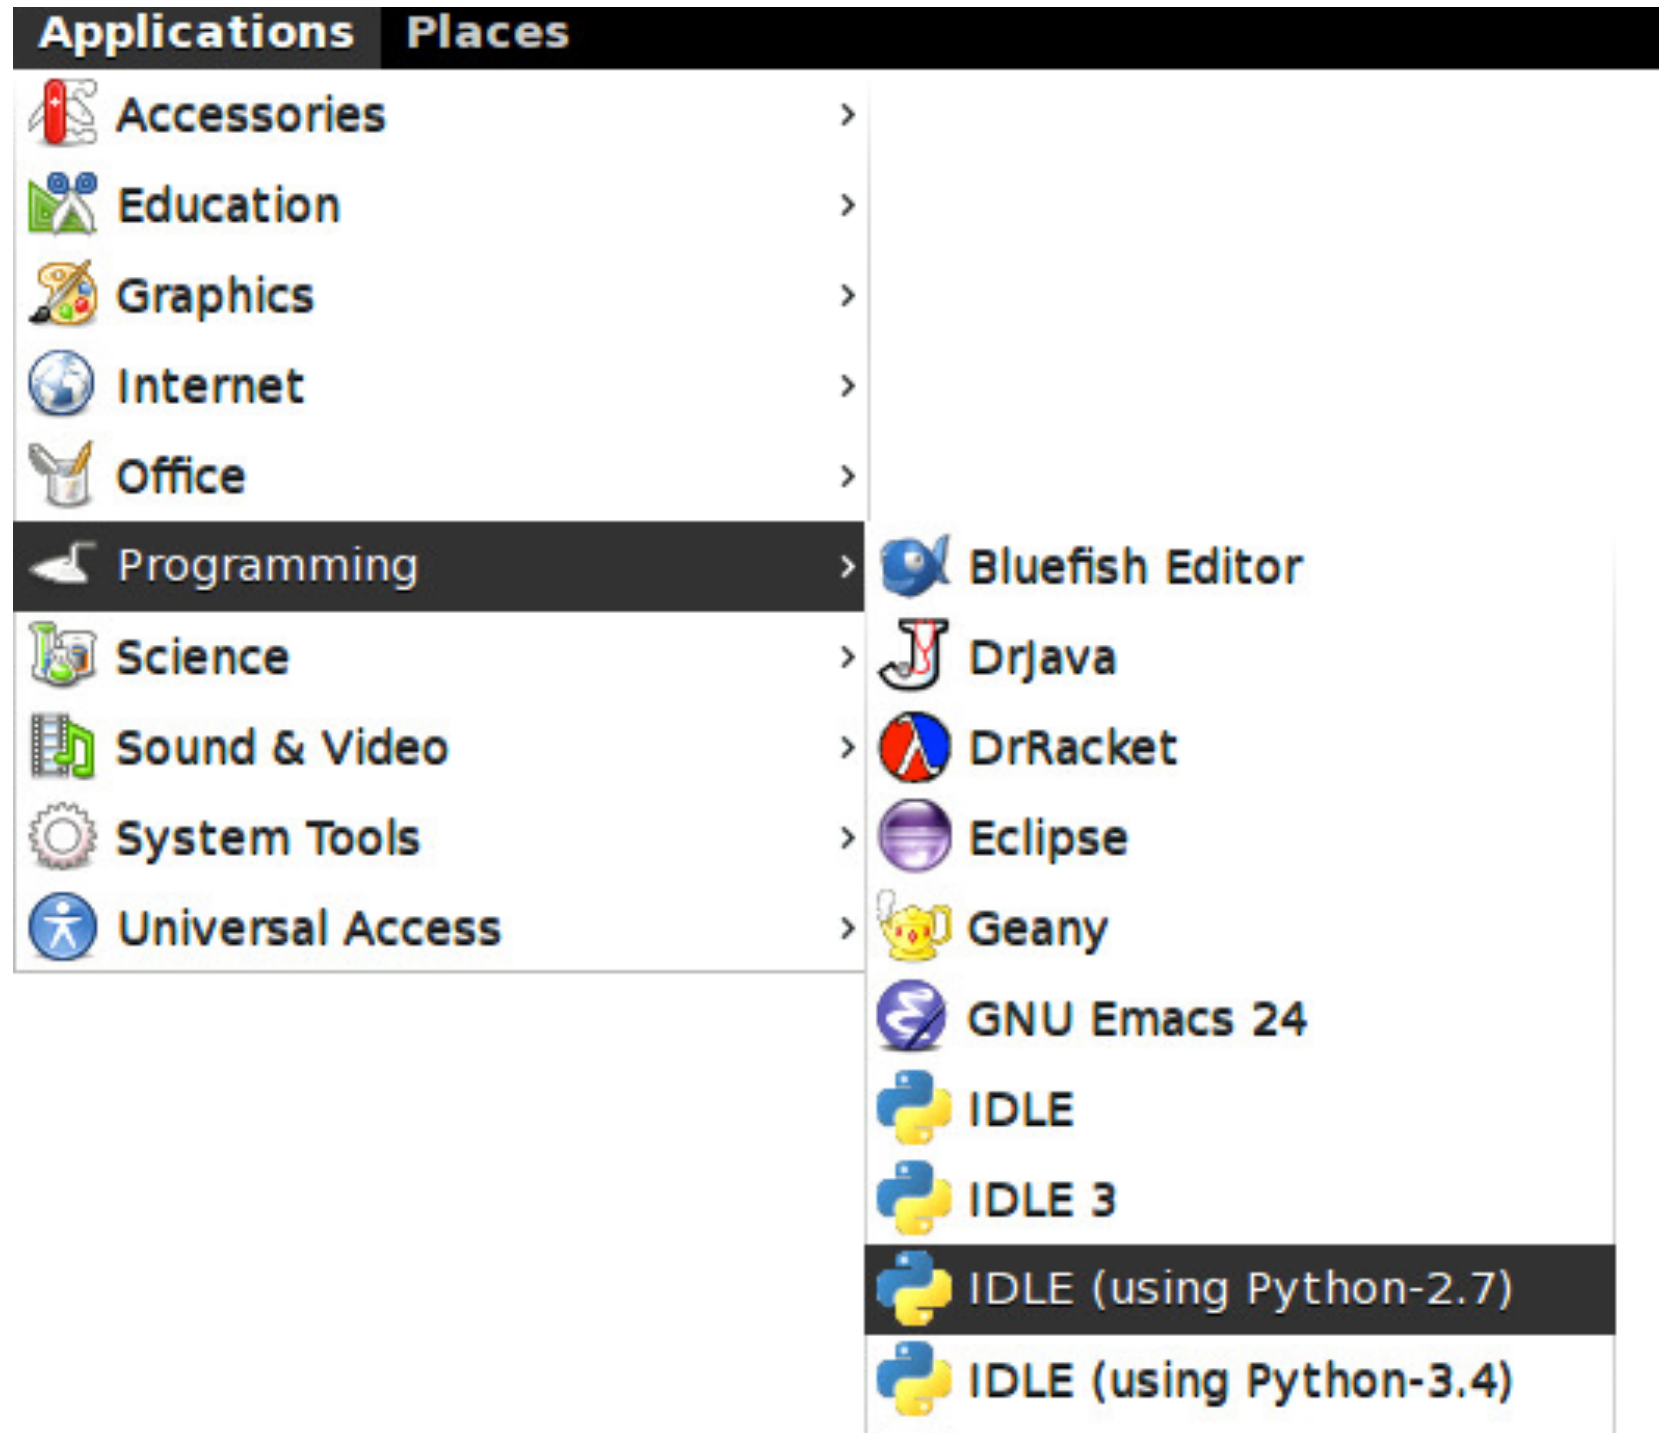 Applications Places
Accessories
Education
Graphics
Internet
Office
Programming
Science
Sound & Video
System Tools
Universal Access
Bluefish Editor
DrJava
DrRacket
Eclipse
Geany
GNU Emacs 24
IDLE
IDLE 3
IDLE (using Python-2.7)
IDLE (using Python-3.4)